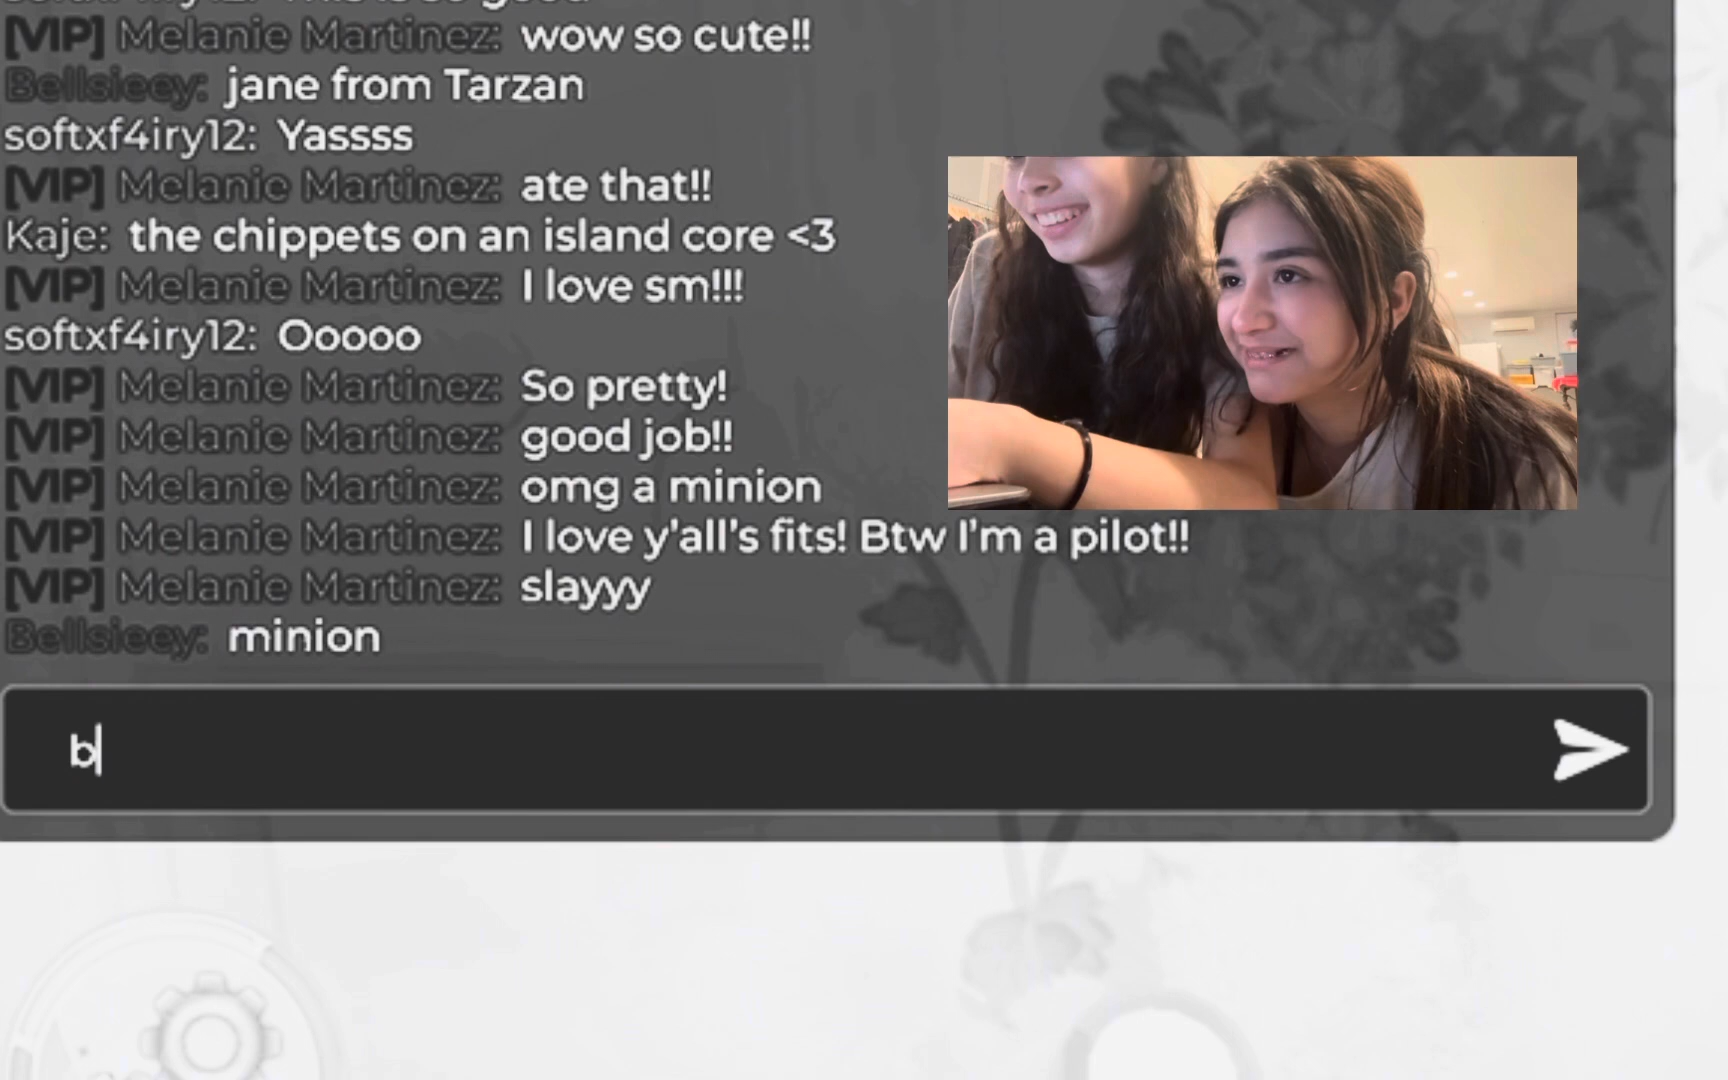 [VIP] Melanie Martinez: wow so cute!!
Bellsieey: jane from Tarzan
softxf4iry12: Yassss
[VIP] Melanie Martinez: ate that!!
Kaje: the chippets on an island core <3
[VIP] Melanie Martinez: I love sm!!!
softxf4iry12: Ooooo
[VIP] Melanie Martinez: So pretty!
[VIP] Melanie Martinez: good job!!
[VIP] Melanie Martinez: omg a minion
[VIP] Melanie Martinez: I love y'all's fits! Btw I'm a pilot!!
[VIP] Melanie Martinez: slayyy
Bellsieey: minion
b